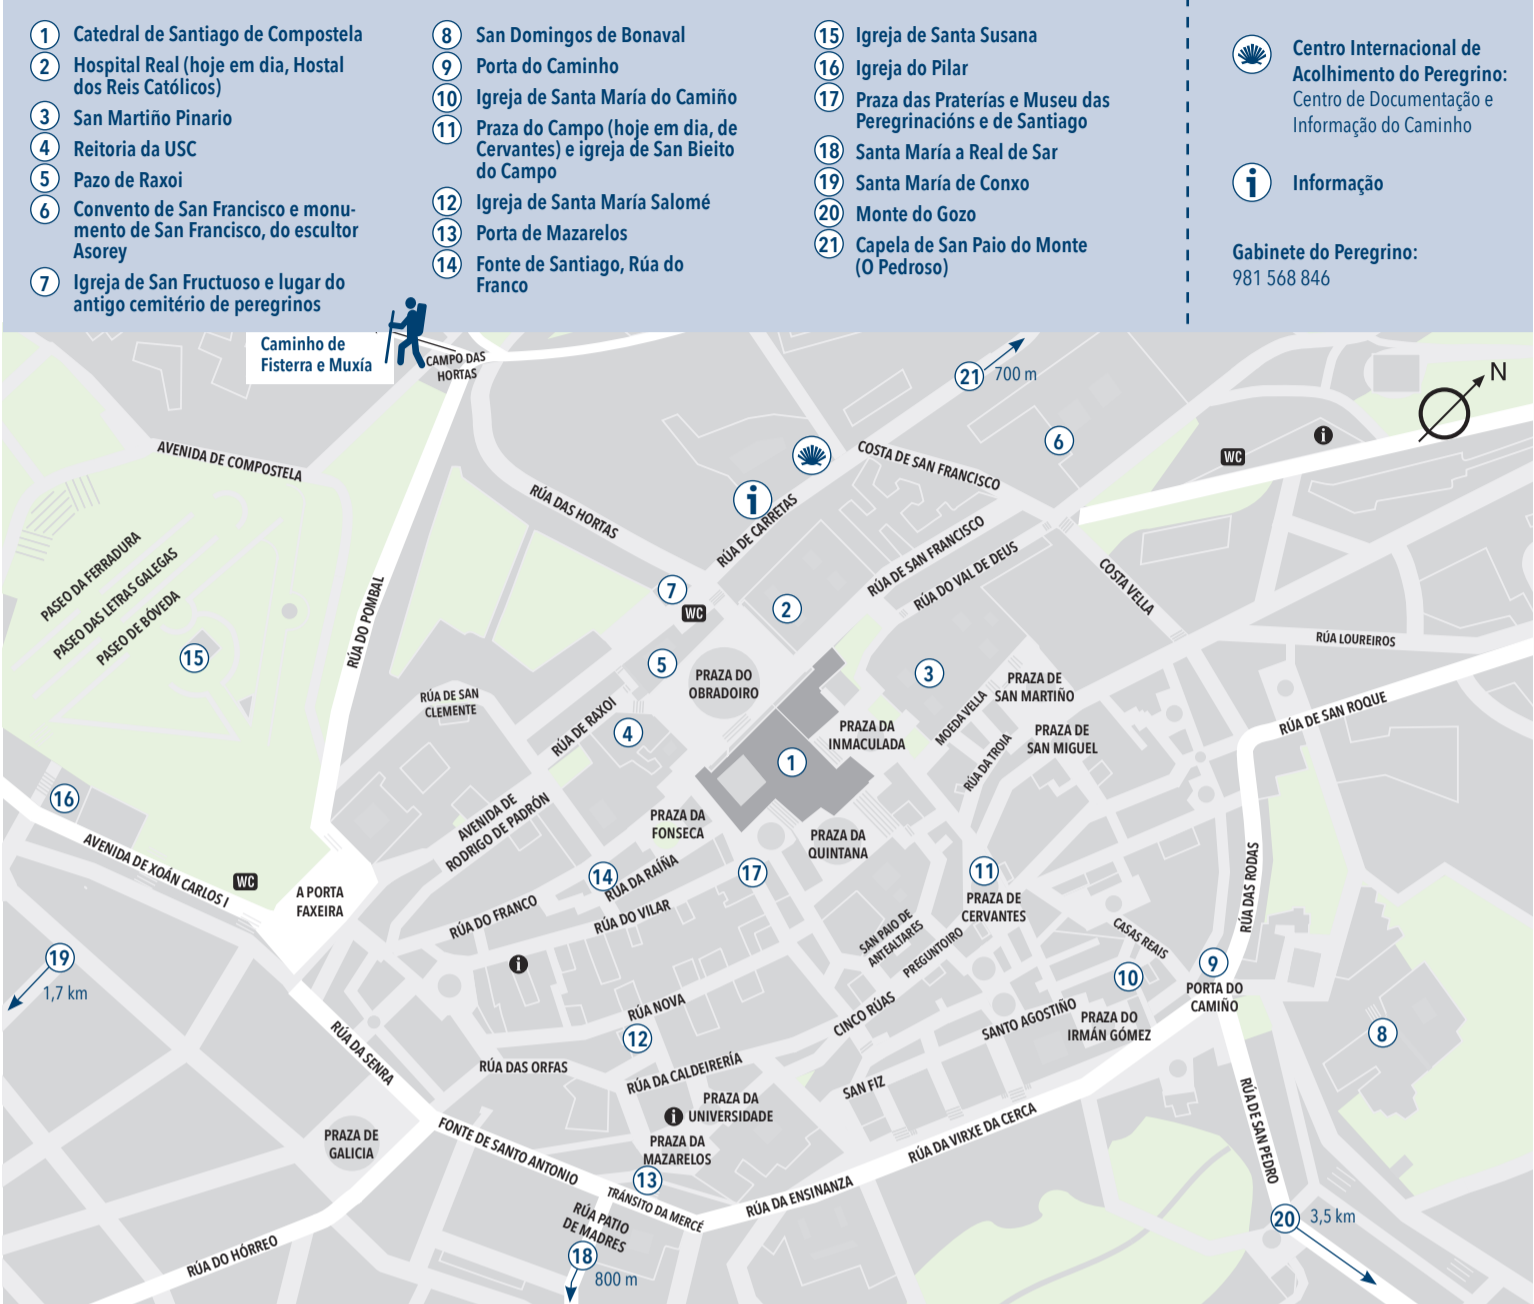 1 Catedral de Santiago de Compostela
2 Hospital Real (hoje em dia, Hostal
dos Reis Católicos)
3 San Martiño Pinario
4 Reitoria da USC
5 Pazo de Raxoi
6 Convento de San Francisco e monu-
mento de San Francisco, do escultor
Asorey
7 Igreja de San Fructuoso e lugar do
antigo cemitério de peregrinos
8 San Domingos de Bonaval
9 Porta do Caminho
10 Igreja de Santa María do Camiño
11 Praza do Campo (hoje em dia, de
Cervantes) e igreja de San Bieito
do Campo
12 Igreja de Santa María Salomé
13 Porta de Mazarelos
14 Fonte de Santiago, Rúa do
Franco
15 Igreja de Santa Susana
16 Igreja do Pilar
17 Praza das Praterías e Museu das
Peregrinacións e de Santiago
18 Santa María a Real de Sar
19 Santa María de Conxo
20 Monte do Gozo
21 Capela de San Paio do Monte
(O Pedroso)
Centro Internacional de
Acolhimento do Peregrino:
Centro de Documentação e
Informação do Caminho
i Informação
Gabinete do Peregrino:
981 568 846
Caminho de
Fisterra e Muxía
CAMPO DAS
HORTAS
21 700 m
N
6
i
WC
AVENIDA DE COMPOSTELA
COSTA DE SAN FRANCISCO
RÚA DAS HORTAS
i
RÚA DE CARRETAS
RÚA DE SAN FRANCISCO
RÚA DO VAL DE DEUS
COSTA VELLA
PASEO DA FERRADURA
PASEO DAS LETRAS GALEGAS
PASEO DE BÓVEDA
RÚA DO POMBAL
7
WC
2
RÚA LOUREIROS
15
5
PRAZA DO
OBRADOIRO
3
PRAZA DE
SAN MARTIÑO
RÚA DE SAN
CLEMENTE
RÚA DE RAXOI
4
MOEDA VELLA
RÚA DE SAN ROQUE
PRAZA DA
INMACULADA
PRAZA DE
SAN MIGUEL
1
RÚA DA TROIA
16
AVENIDA DE
RODRIGO DE PADRÓN
PRAZA DA
FONSECA
PRAZA DA
QUINTANA
AVENIDA DE XOÁN CARLOS I
WC
A PORTA
FAXEIRA
14
RÚA DA RAÍÑA
17
11
PRAZA DE
CERVANTES
RÚA DAS RODAS
RÚA DO FRANCO
RÚA DO VILAR
SAN PAIO DE
ANTEALTARES
PREGUNTOIRO
CASAS REAIS
19
1,7 km
i
10
9
PORTA DO
CAMIÑO
RÚA NOVA
CINCO RÚAS
SANTO AGOSTIÑO
PRAZA DO
IRMÁN GÓMEZ
8
12
RÚA DA SENRA
RÚA DAS ORFAS
RÚA DA CALDEIRERÍA
SAN FIZ
PRAZA DA
i UNIVERSIDADE
RÚA DE SAN PEDRO
PRAZA DE
GALICIA
FONTE DE SANTO ANTONIO
PRAZA DA
MAZARELOS
RÚA DA VIRXE DA CERCA
13
TRÁNSITO DA MERCÉ
RÚA DA ENSINANZA
RÚA PATIO
DE MADRES
20 3,5 km
RÚA DO HÓRREO
18
800 m